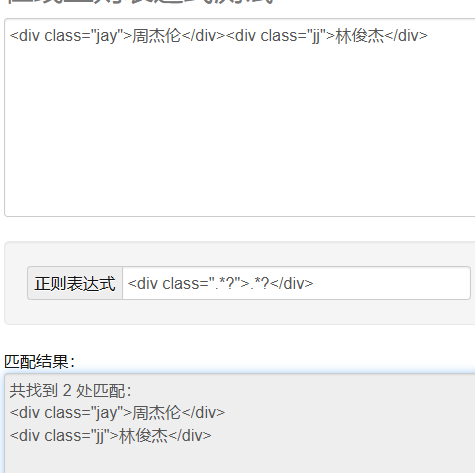 <div class="jay">周杰伦</div><div class="jj">林俊杰</div>
正则表达式 <div class=".*?">.*?</div>
匹配结果：
共找到 2 处匹配：
<div class="jay">周杰伦</div>
<div class="jj">林俊杰</div>